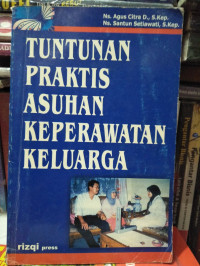 Ns. Agus Citra D., S.Kep.
Ns. Santun Setiawati, S.Kep.
TUNTUNAN
PRAKTIS
ASUHAN
KEPERAWATAN
KELUARGA
rizqi press